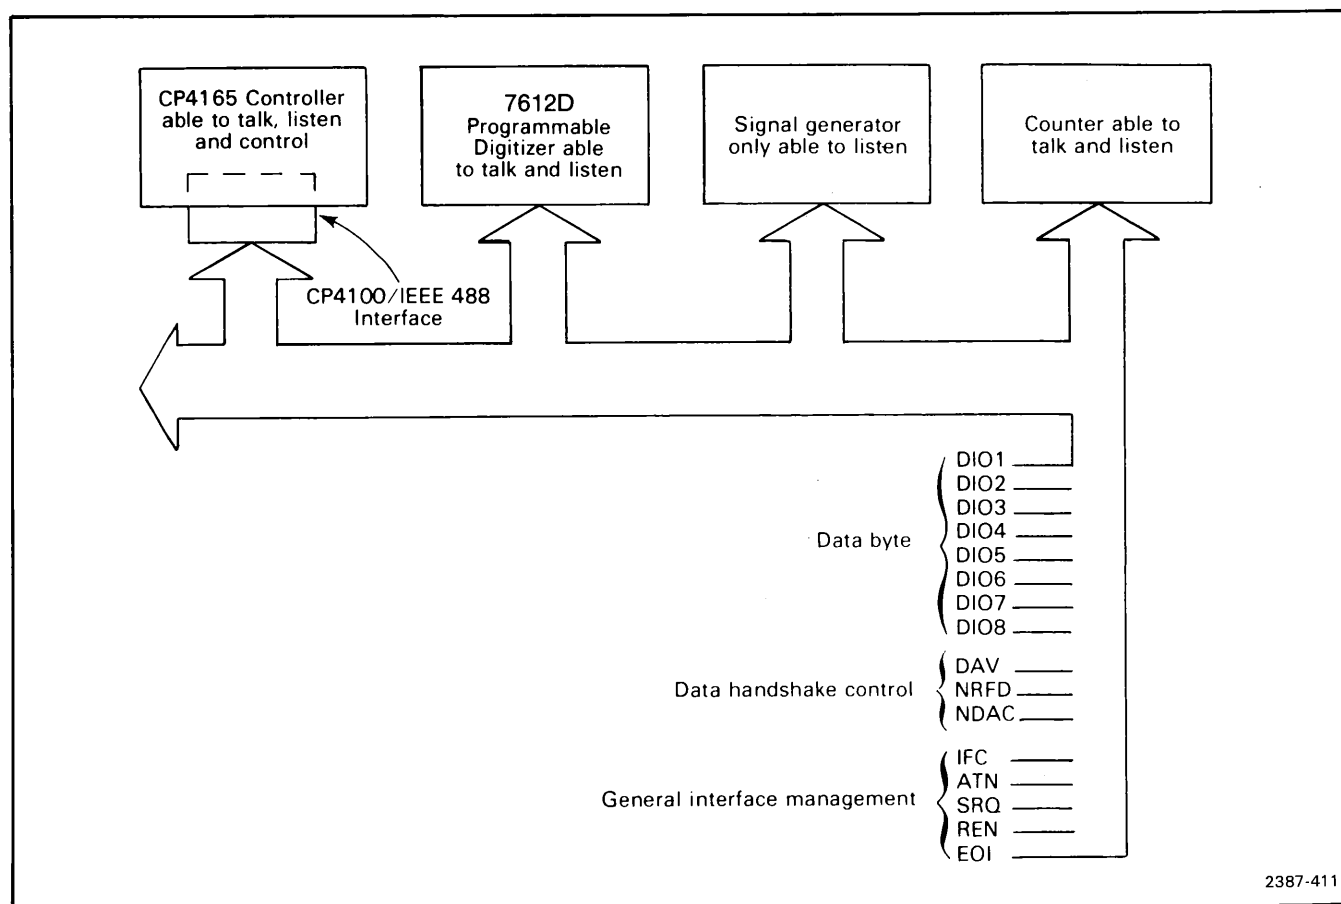 CP4165 Controller
able to talk, listen
and control
7612D
Programmable
Digitizer able
to talk and listen
Signal generator
only able to listen
Counter able to
talk and listen
CP4100/IEEE 488
Interface
Data byte
DIO1
DIO2
DIO3
DIO4
DIO5
DIO6
DIO7
DIO8
Data handshake control
DAV
NRFD
NDAC
General interface management
IFC
ATN
SRQ
REN
EOI
2387-411